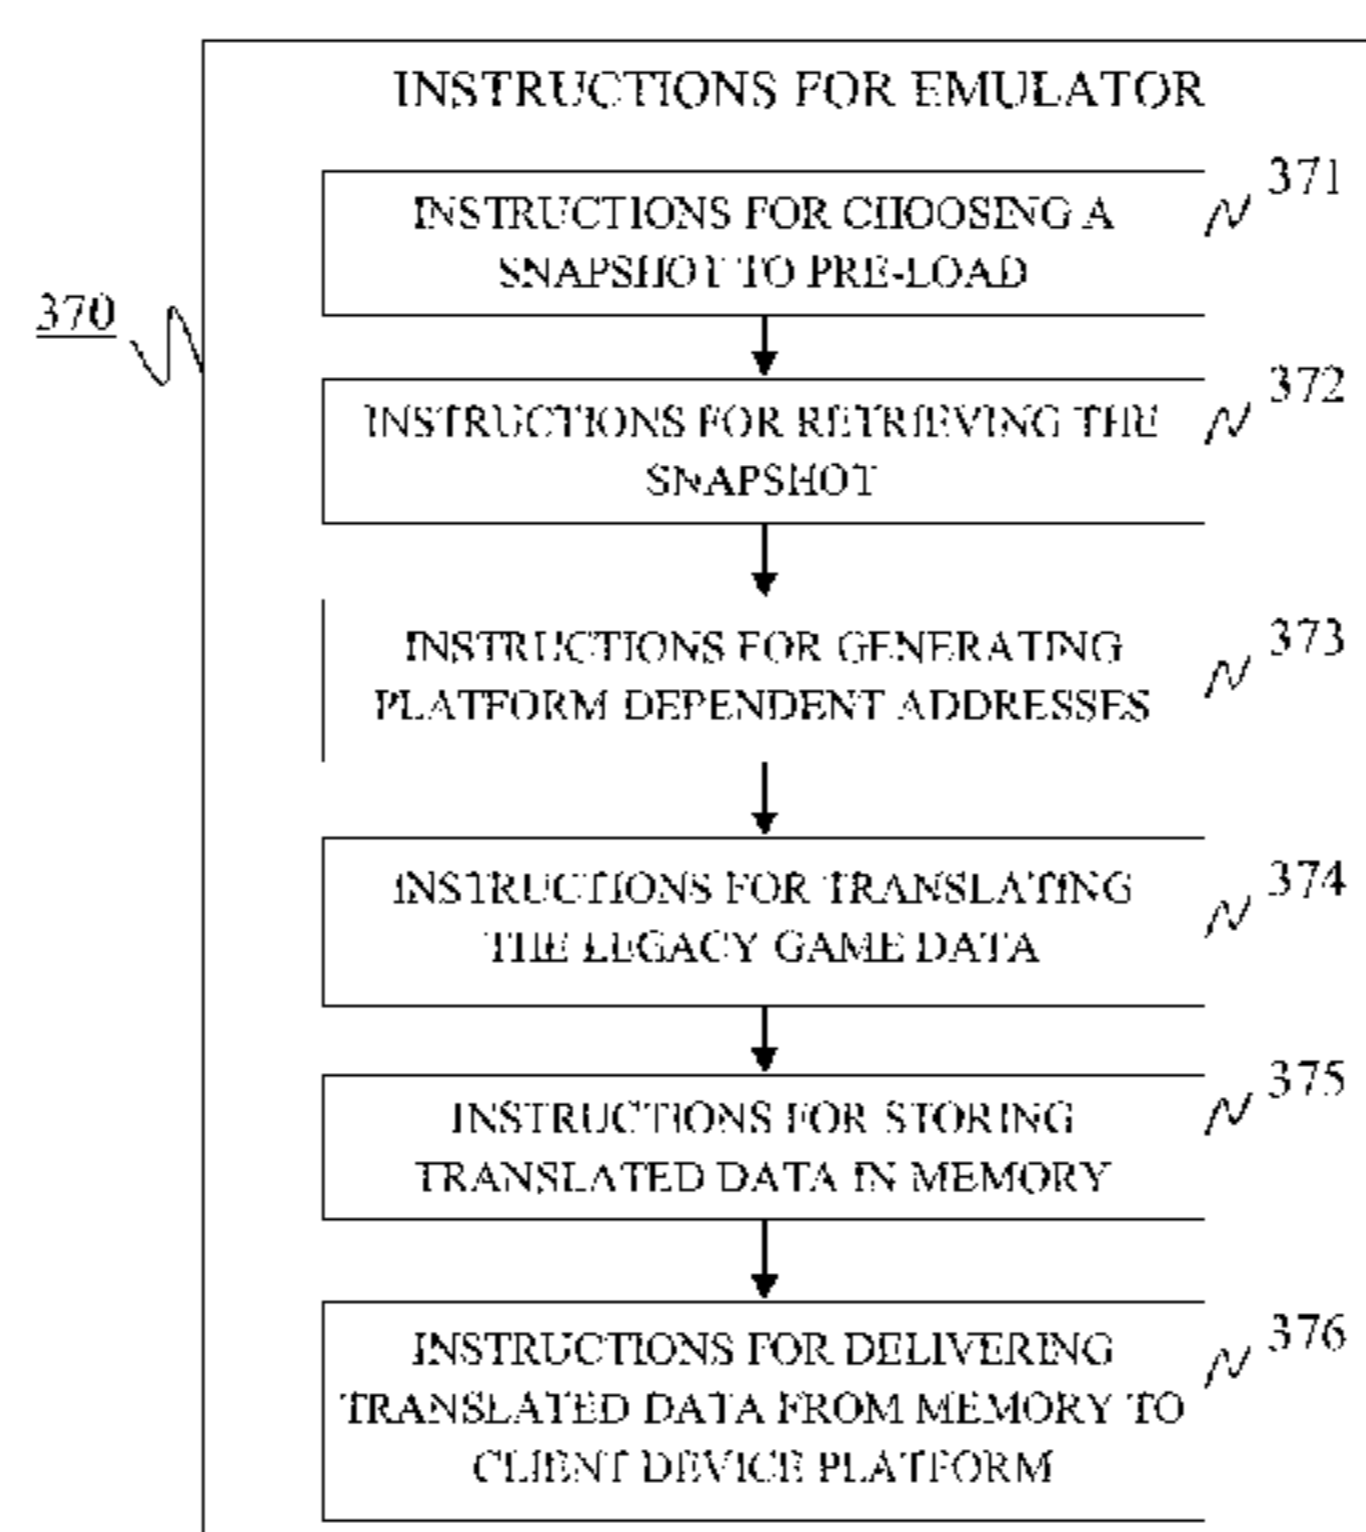 INSTRUCTIONS FOR EMULATOR
371
INSTRUCTIONS FOR CHOOSING A
SNAPSHOT TO PRE-LOAD
370
372
INSTRUCTIONS FOR RETRIEVING THE
SNAPSHOT
373
INSTRUCTIONS FOR GENERATING
PLATFORM DEPENDENT ADDRESSES
374
INSTRUCTIONS FOR TRANSLATING
THE LEGACY GAME DATA
375
INSTRUCTIONS FOR STORING
TRANSLATED DATA IN MEMORY
376
INSTRUCTIONS FOR DELIVERING
TRANSLATED DATA FROM MEMORY TO
CLIENT DEVICE PLATFORM